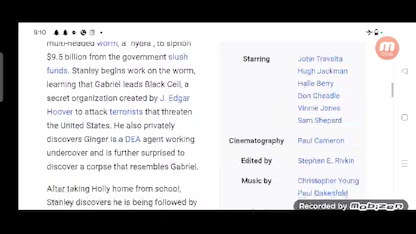 9:10
multi-headed worm, a "hydra", to siphon
$9.5 billion from the government slush
funds. Stanley begins work on the worm,
learning that Gabriel leads Black Cell, a
secret organization created by J. Edgar
Hoover to attack terrorists that threaten
the United States. He also privately
discovers Ginger is a DEA agent working
undercover and is further surprised to
discover a corpse that resembles Gabriel.
After taking Holly home from school,
Stanley discovers he is being followed by
Starring
John Travolta
Hugh Jackman
Halle Berry
Don Cheadle
Vinnie Jones
Sam Shepard
Cinematography
Paul Cameron
Edited by
Stephen E. Rivkin
Music by
Christopher Young
Paul Oakenfold
Recorded by Mobizen